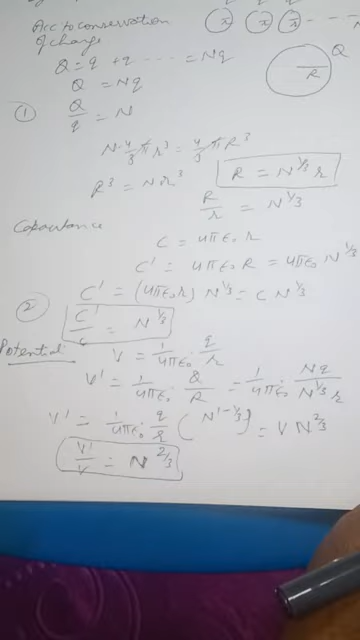 Acc to conservation
of charge
r r r - - -
Q = q + q ------ = Nq
Q
R
Q = Nq
① Q/q = N
N 4/3 π r³ = 4/3 π R³
R³ = N r³
R = N^1/3 r
R/r = N^1/3
Capacitance
C = 4πε₀ r
C' = 4πε₀ R = 4πε₀ N^1/3
② C' = (4πε₀ r) N^1/3 = C N^1/3
C'/C = N^1/3
Potential:
V = 1/4πε₀ · q/r
V' = 1/4πε₀ · Q/R = 1/4πε₀ · Nq/N^1/3 r
V' = 1/4πε₀ · q/r (N^1-1/3) = V N^2/3
V'/V = N^2/3